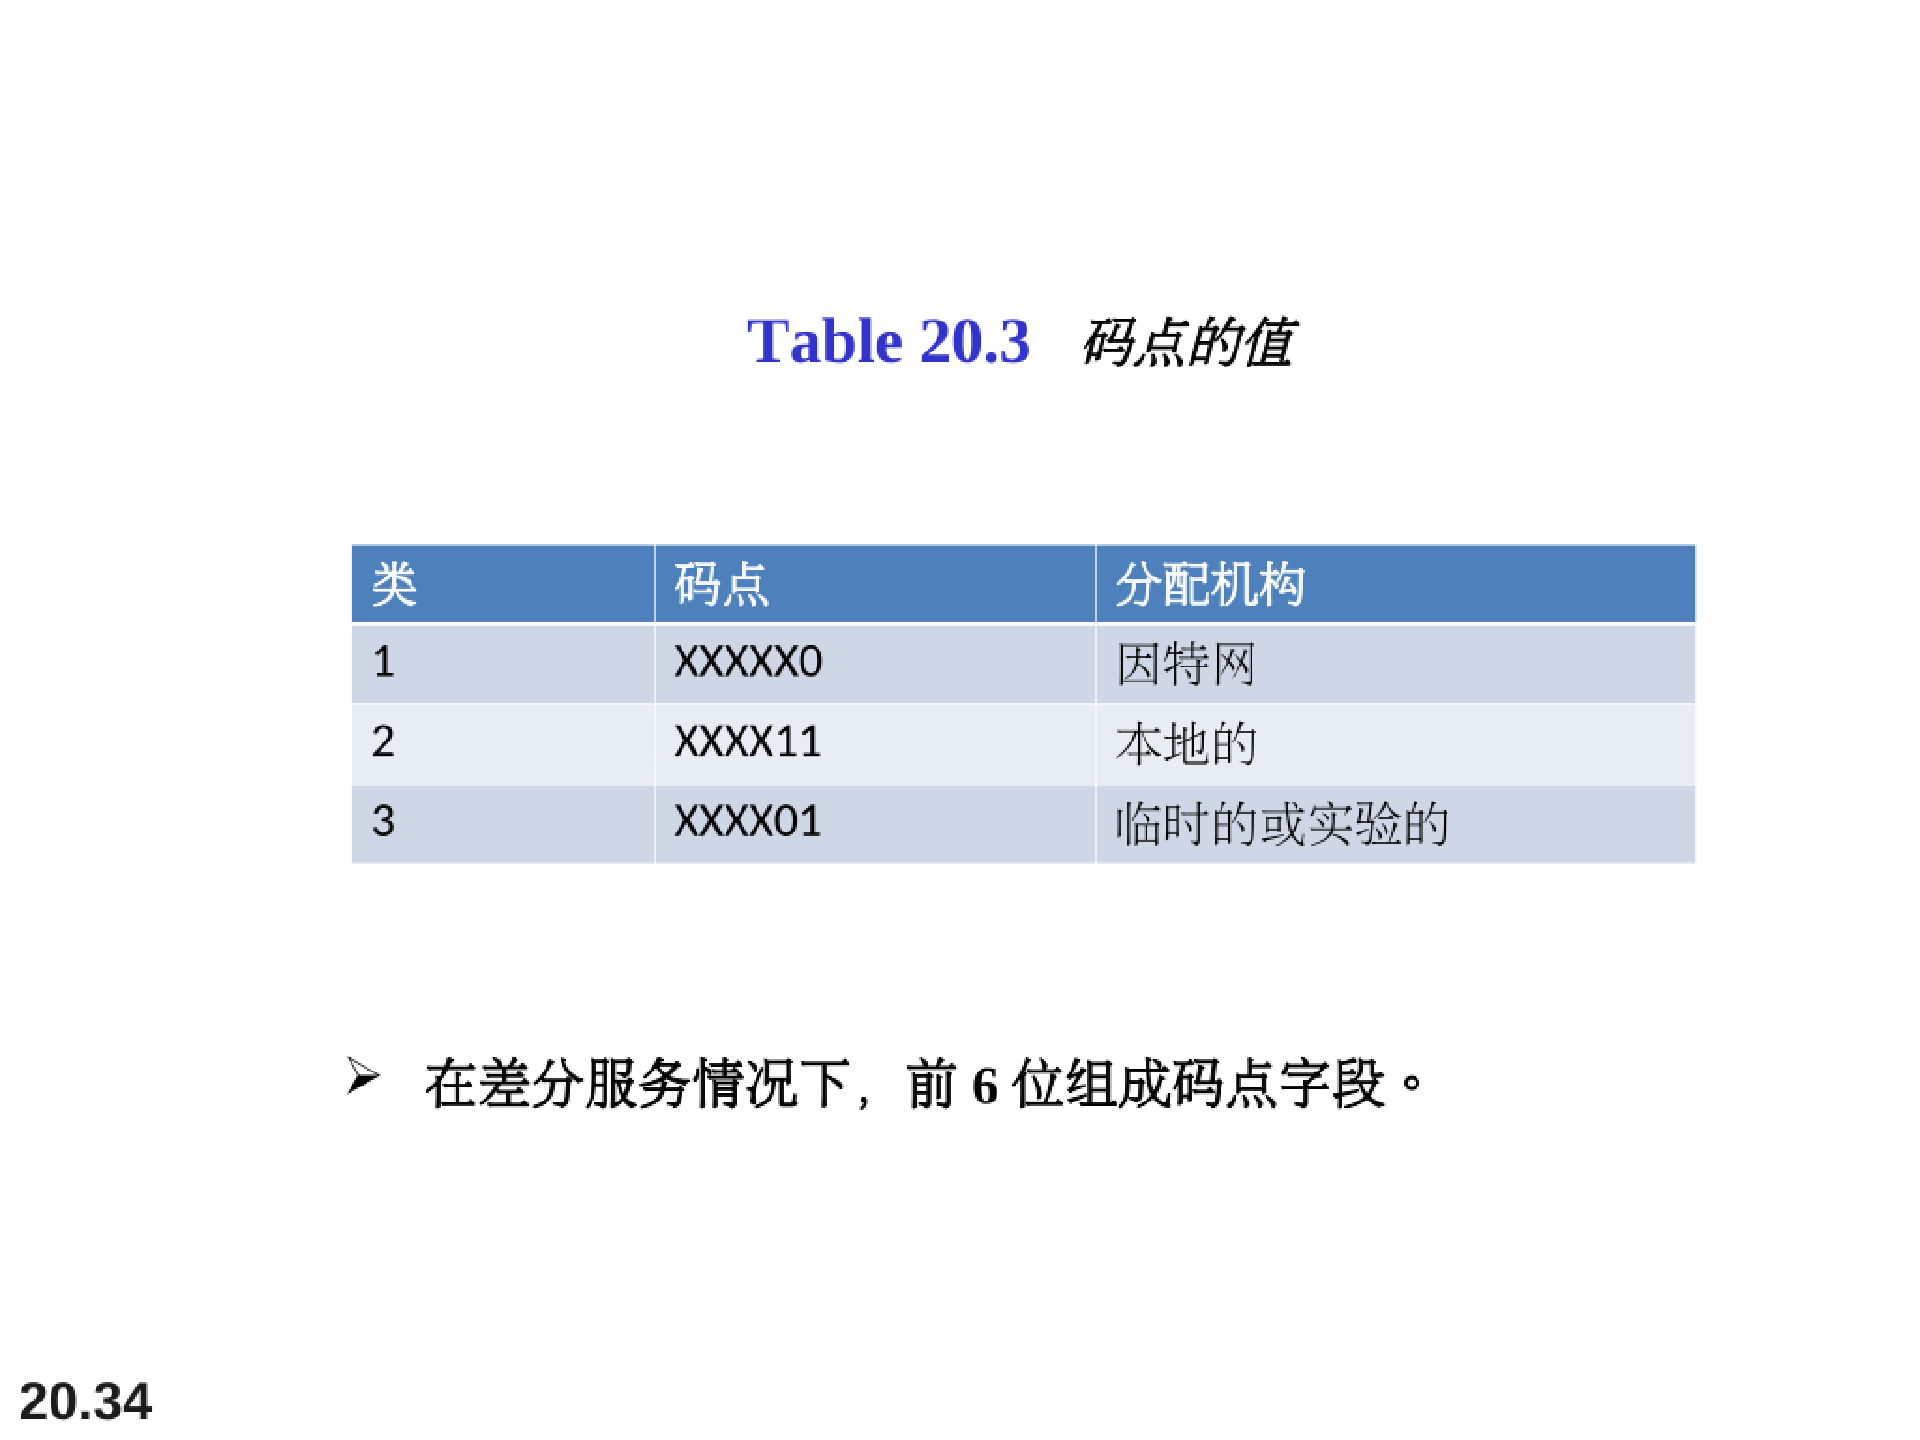 Table 20.3 码点的值
类 码点 分配机构
1 XXXXX0 因特网
2 XXXX11 本地的
3 XXXX01 临时的或实验的
➢ 在差分服务情况下，前 6 位组成码点字段。
20.34